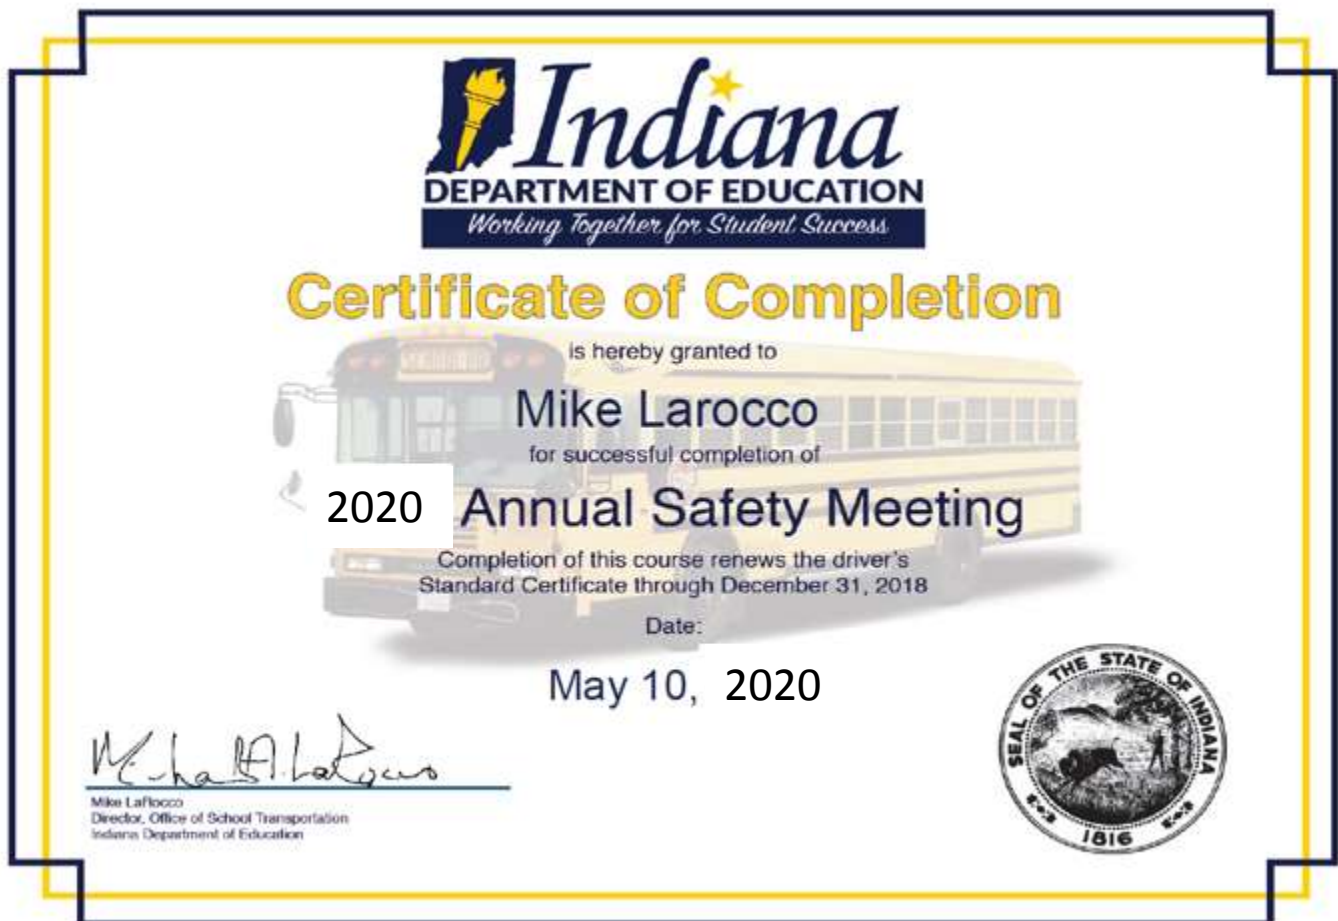 Indiana
DEPARTMENT OF EDUCATION
Working Together for Student Success
Certificate of Completion
is hereby granted to
Mike Larocco
for successful completion of
2020 Annual Safety Meeting
Completion of this course renews the driver's
Standard Certificate through December 31, 2018
Date:
May 10, 2020
Mike LaRocco
Director, Office of School Transportation
Indiana Department of Education
SEAL OF THE STATE OF INDIANA
1816